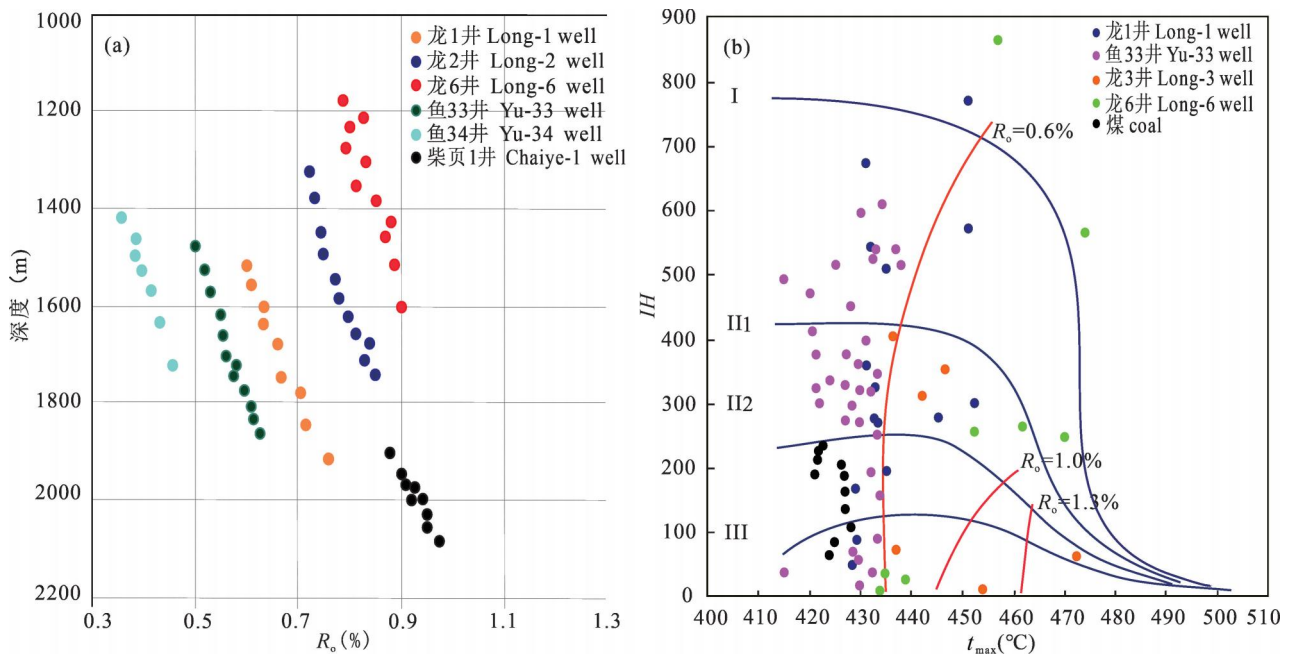 (a)
龙1井 Long-1 well
龙2井 Long-2 well
龙6井 Long-6 well
鱼33井 Yu-33 well
鱼34井 Yu-34 well
柴页1井 Chaiye-1 well
1000
1200
1400
1600
1800
2000
2200
深度 (m)
0.3
0.5
0.7
0.9
1.1
1.3
Ro(%)
(b)
龙1井 Long-1 well
鱼33井 Yu-33 well
龙3井 Long-3 well
龙6井 Long-6 well
煤 coal
900
800
700
600
500
400
300
200
100
0
IH
I
II1
II2
III
Ro=0.6%
Ro=1.0%
Ro=1.3%
400
410
420
430
440
450
460
470
480
490
500
510
tmax(℃)